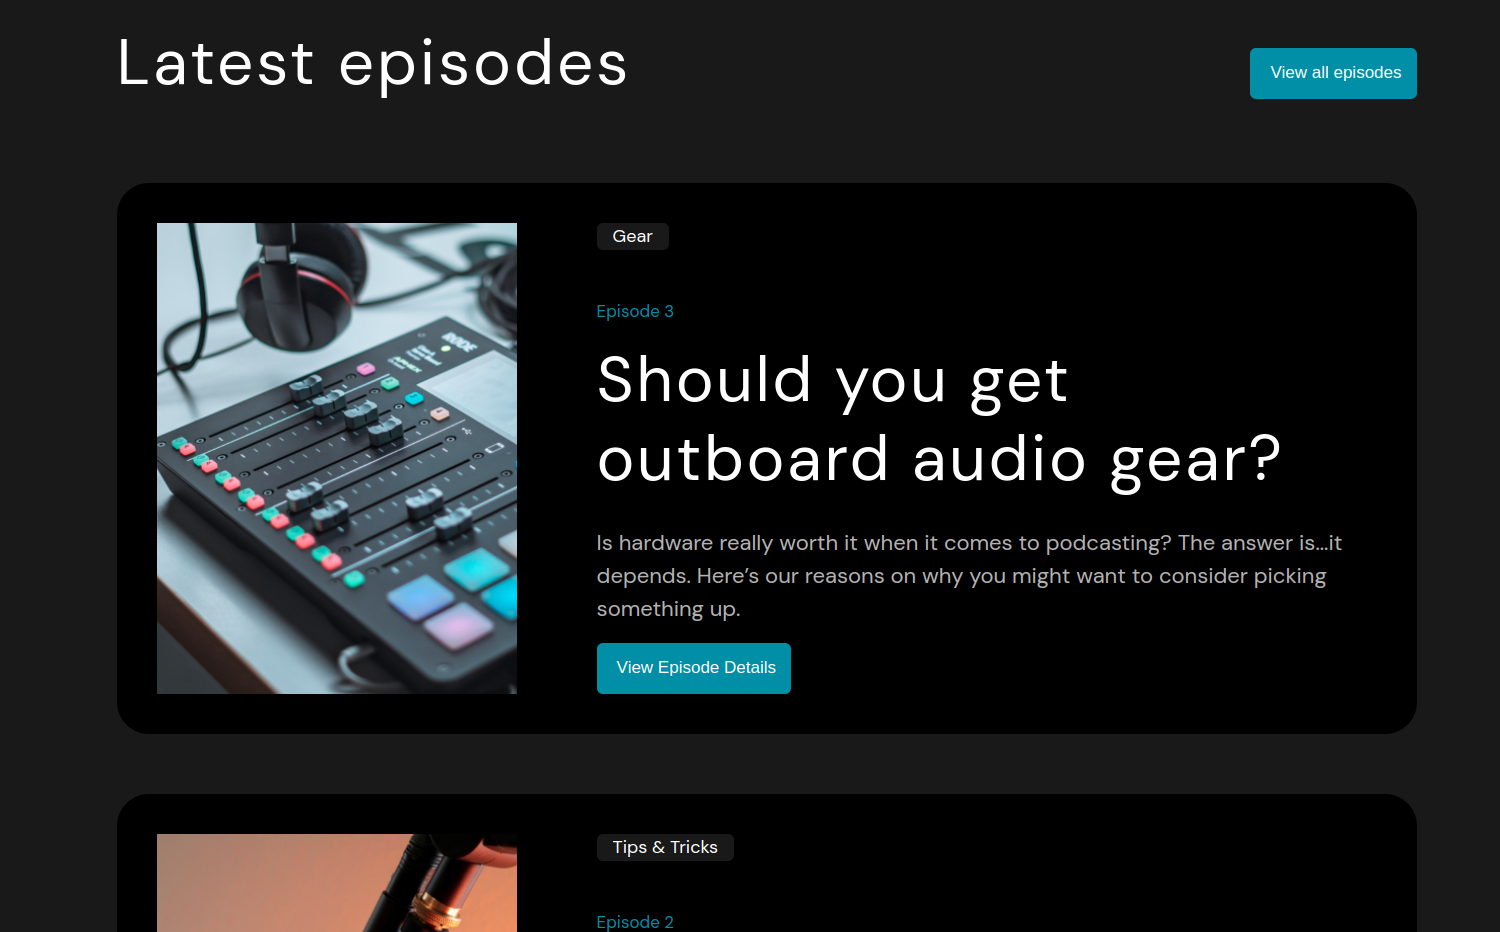 Latest episodes
View all episodes
Gear
Episode 3
Should you get
outboard audio gear?
Is hardware really worth it when it comes to podcasting? The answer is...it
depends. Here’s our reasons on why you might want to consider picking
something up.
View Episode Details
RODE
Tips & Tricks
Episode 2